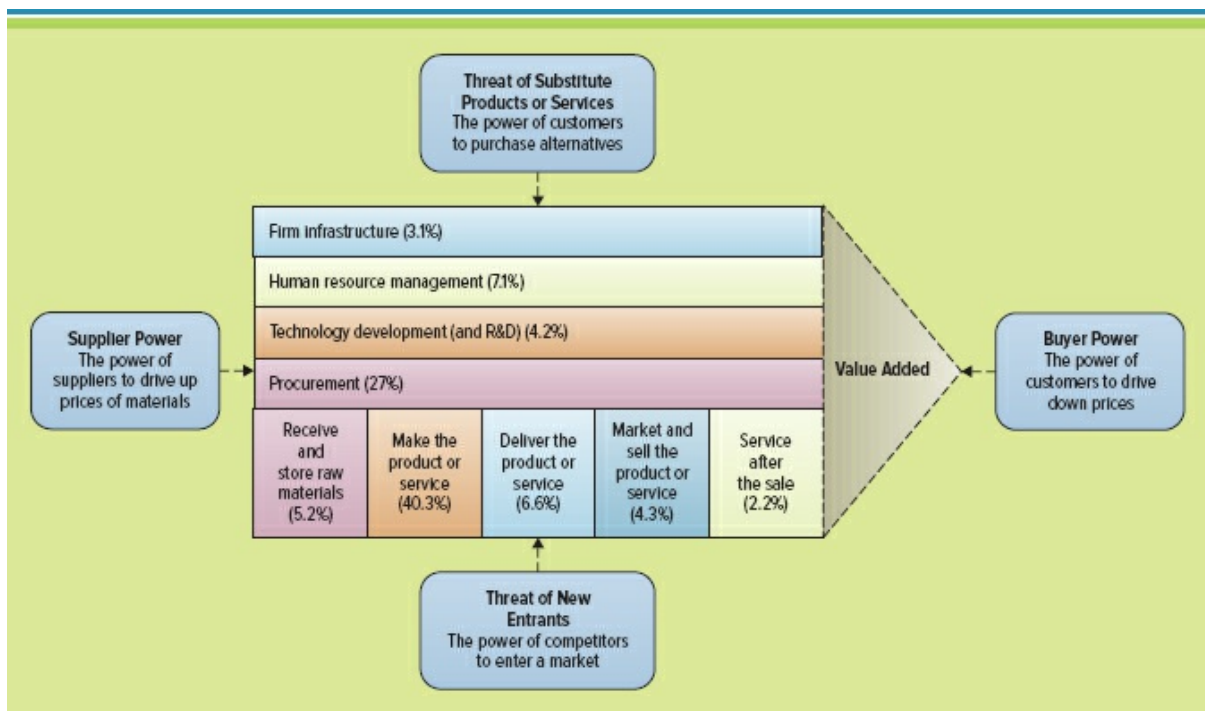 Threat of Substitute
Products or Services
The power of customers
to purchase alternatives
Firm infrastructure (3.1%)
Human resource management (7.1%)
Technology development (and R&D) (4.2%)
Procurement (27%)
Supplier Power
The power of
suppliers to drive up
prices of materials
Value Added
Buyer Power
The power of
customers to drive
down prices
Receive
and
store raw
materials
(5.2%)
Make the
product or
service
(40.3%)
Deliver the
product or
service
(6.6%)
Market and
sell the
product or
service
(4.3%)
Service
after
the sale
(2.2%)
Threat of New
Entrants
The power of competitors
to enter a market